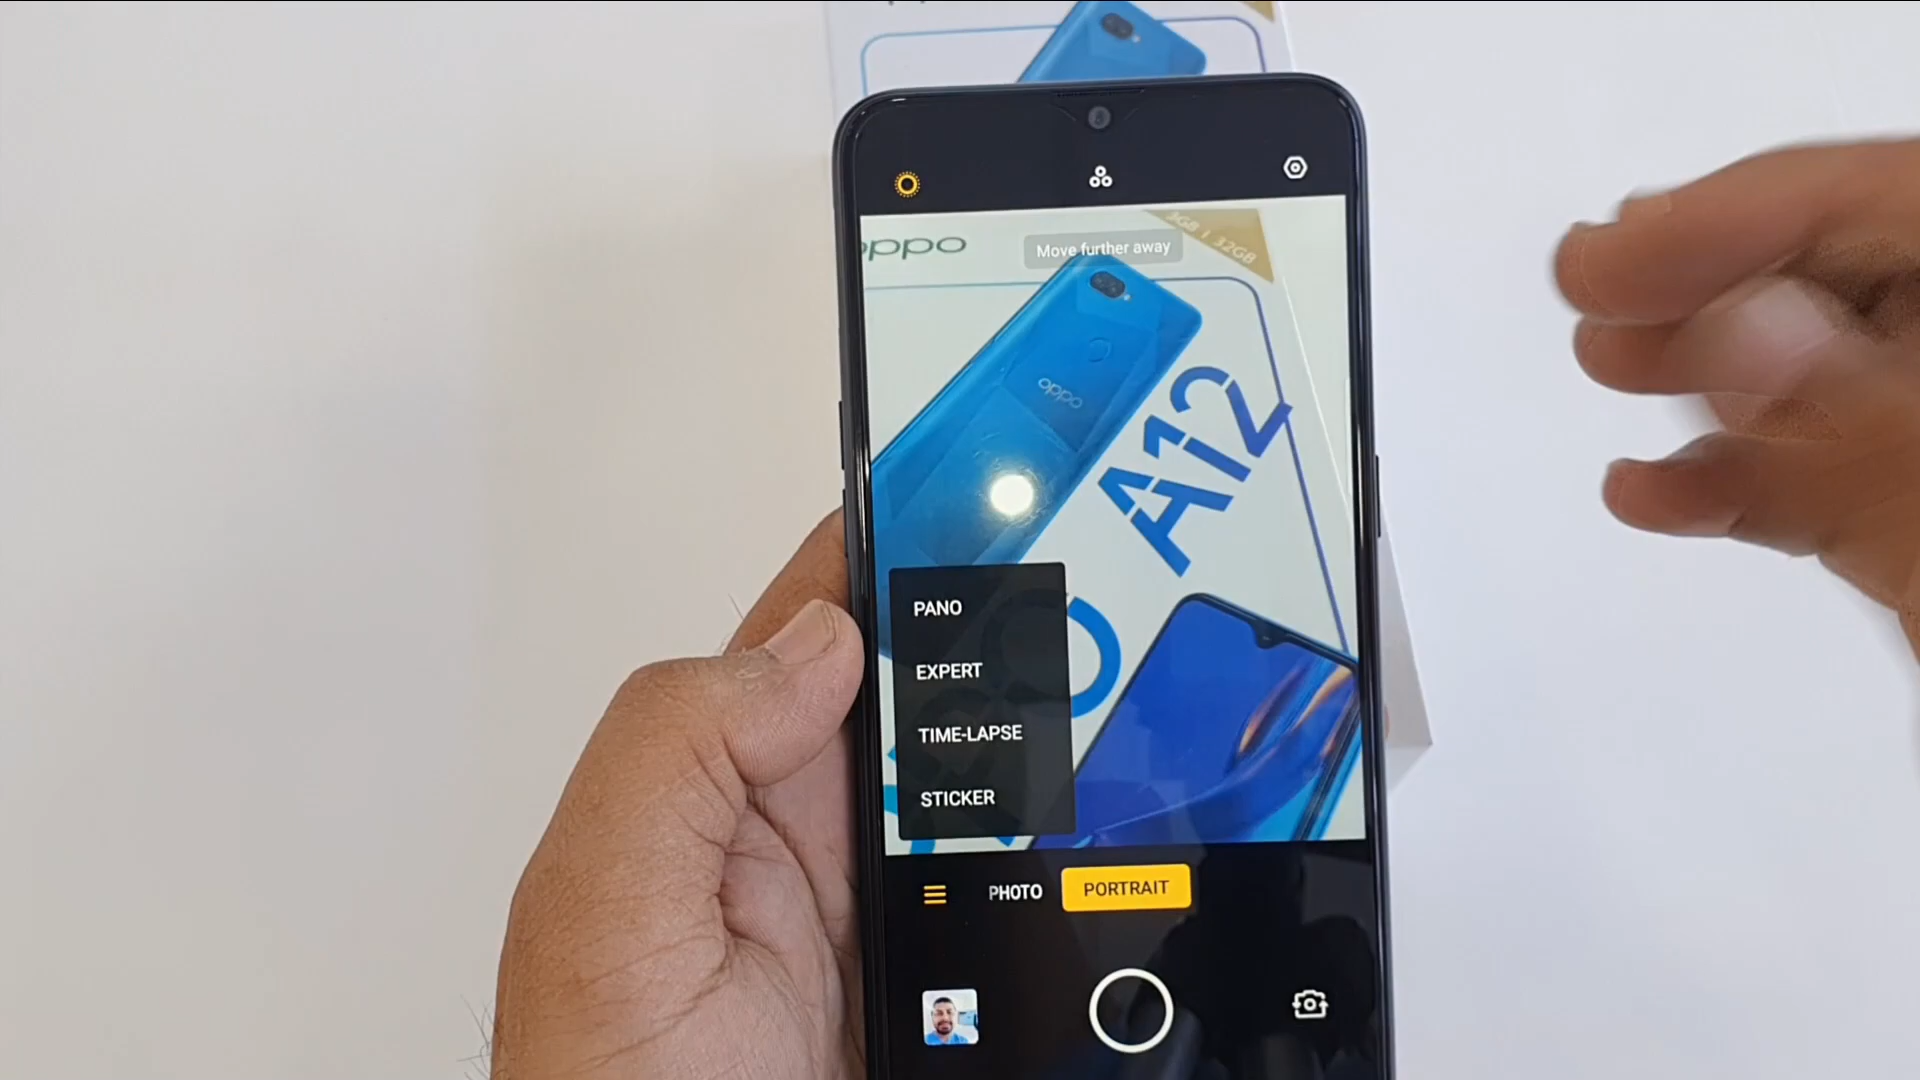 oppo
3GB | 32GB
Move further away
oppo
A12
PANO
EXPERT
TIME-LAPSE
STICKER
PHOTO
PORTRAIT